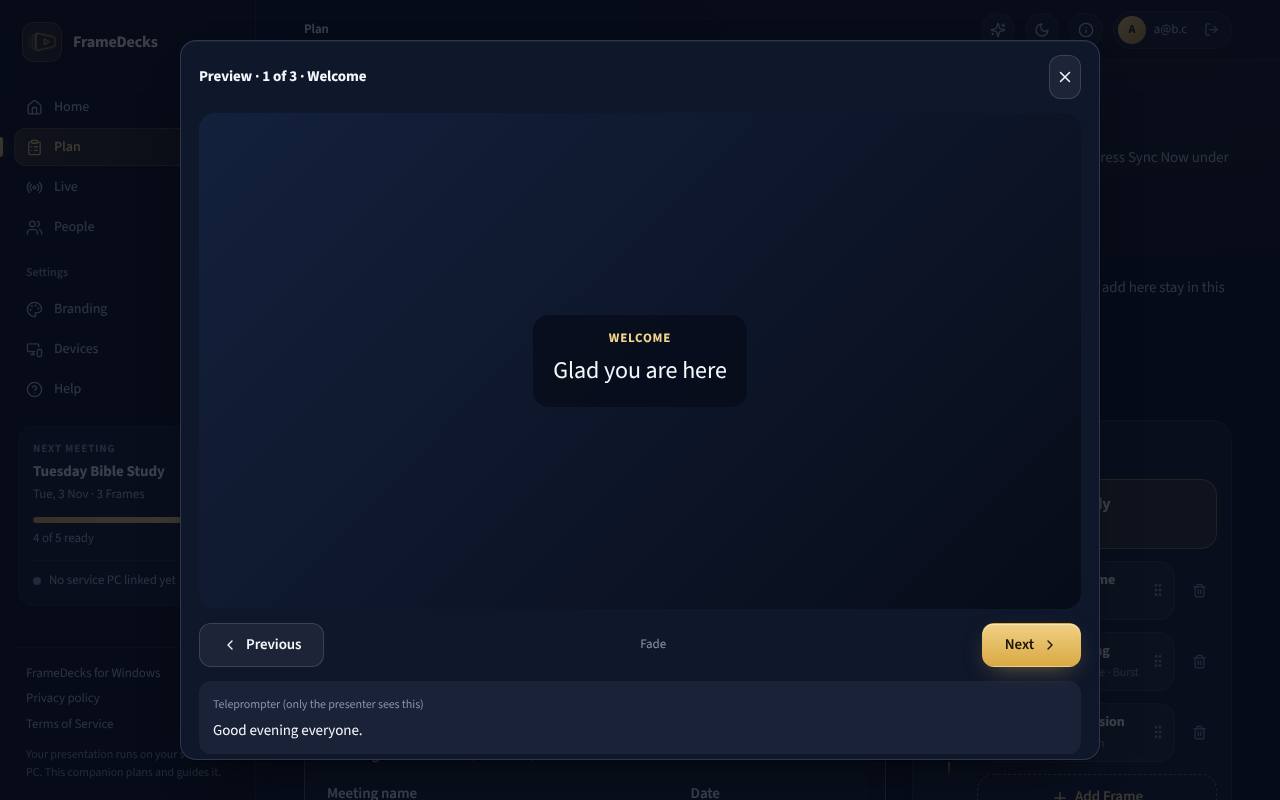 FrameDecks
Plan
A
a@b.c
Home
Plan
Live
People
Settings
Branding
Devices
Help
NEXT MEETING
Tuesday Bible Study
Tue, 3 Nov · 3 Frames
4 of 5 ready
No service PC linked yet
FrameDecks for Windows
Privacy policy
Terms of Service
Your presentation runs on your
PC. This companion plans and guides it.
Preview · 1 of 3 · Welcome
WELCOME
Glad you are here
Previous
Fade
Next
Teleprompter (only the presenter sees this)
Good evening everyone.
Sync Now under
add here stay in this
Burst
Meeting name
Date
Add Frame